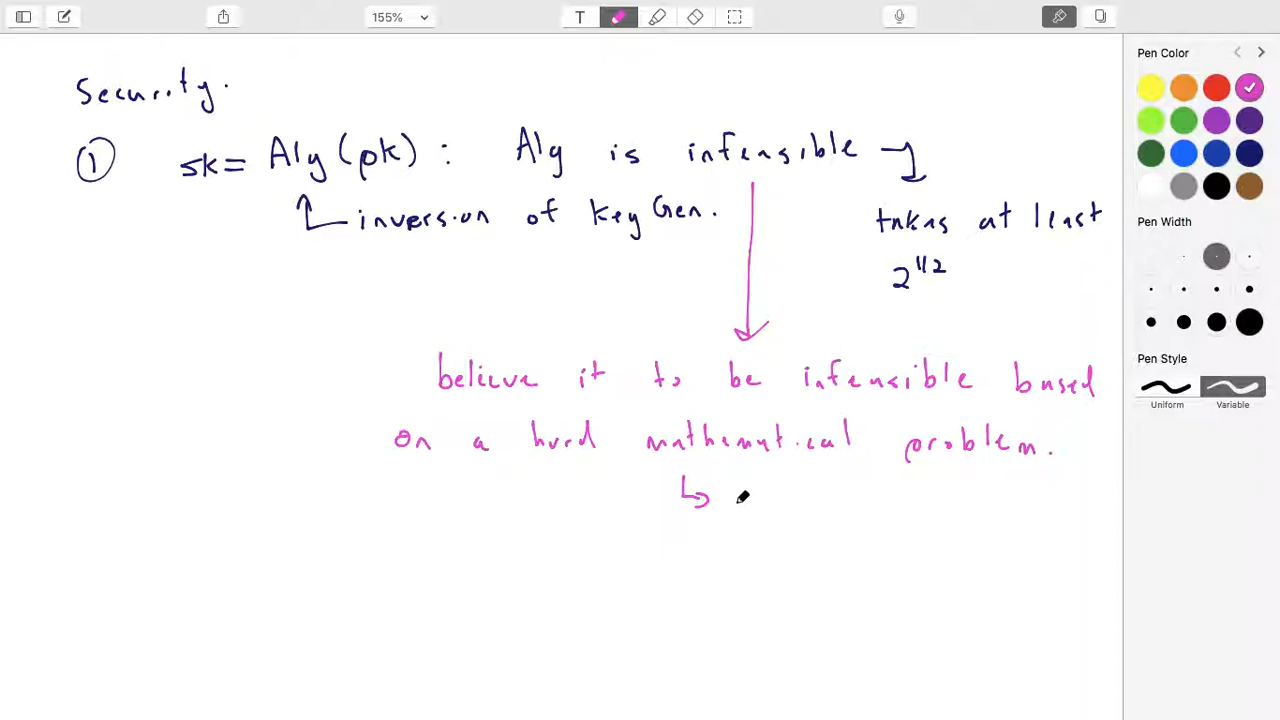 155%
T
Pen Color
Security.
① sk = Alg(pk) : Alg is infeasible
inversion of KeyGen.
takes at least
2^112
believe it to be infeasible based
on a hard mathematical problem.
Pen Width
Pen Style
Uniform Variable